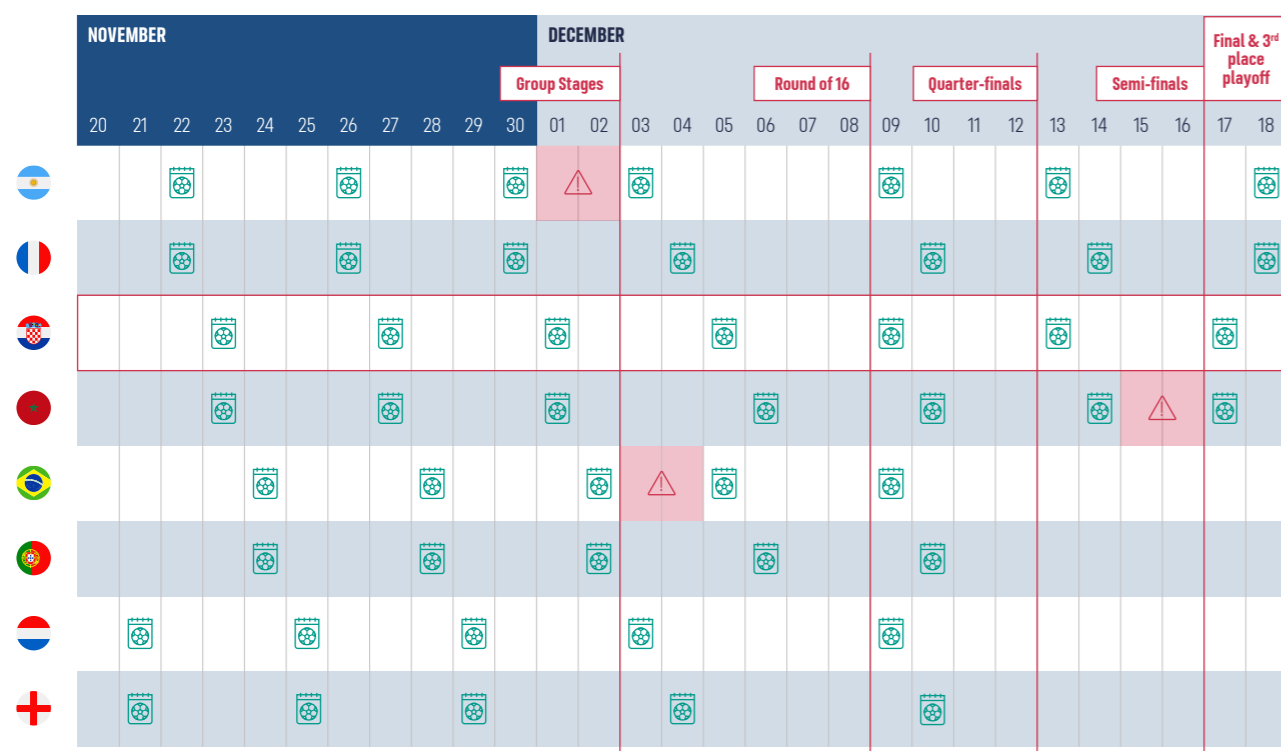 NOVEMBER
DECEMBER
Final & 3rd
place
playoff
Group Stages
Round of 16
Quarter-finals
Semi-finals
20 21 22 23 24 25 26 27 28 29 30 01 02 03 04 05 06 07 08 09 10 11 12 13 14 15 16 17 18